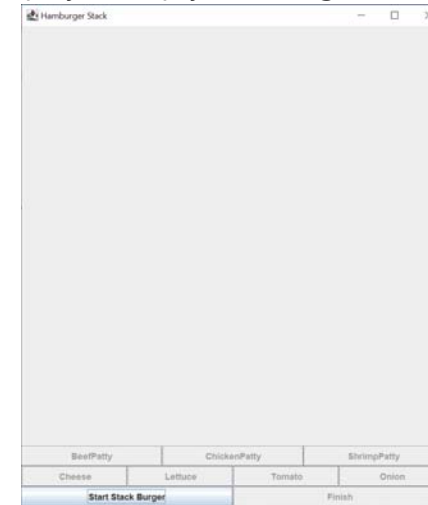 Hamburger Stack
BeefPatty ChickenPatty ShrimpPatty
Cheese Lettuce Tomato Onion
Start Stack Burger Finish